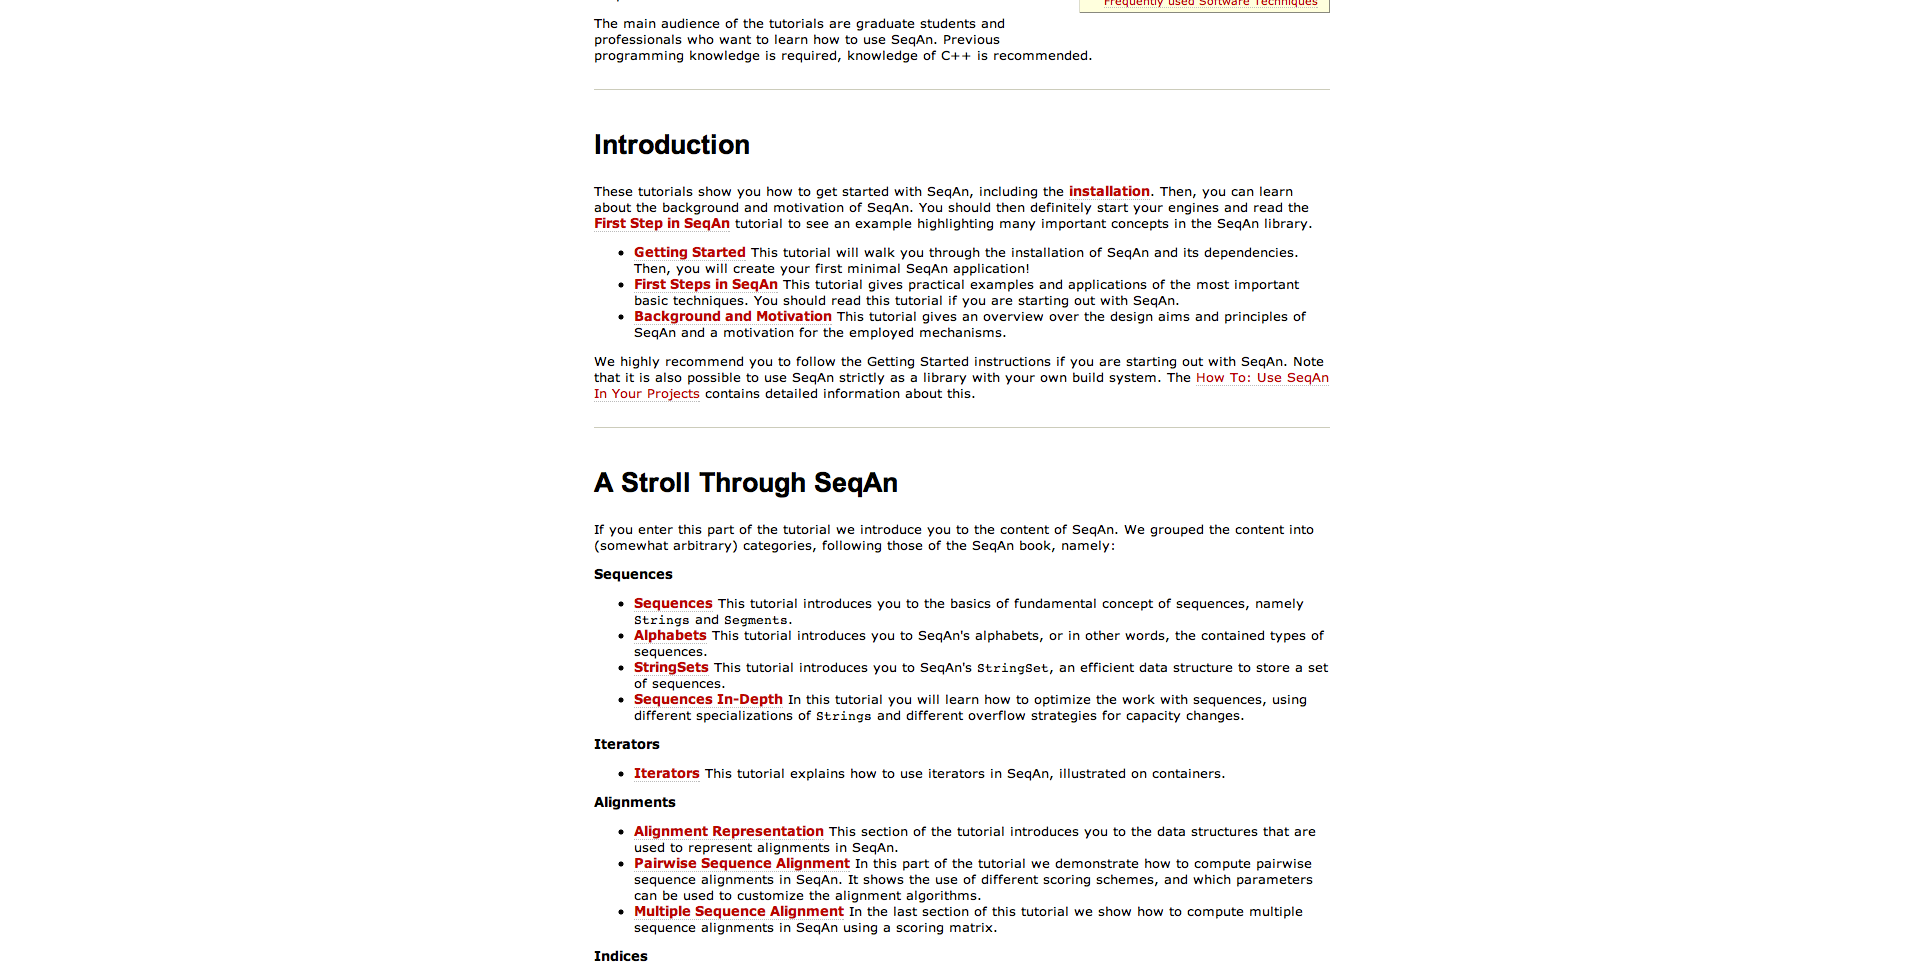 Frequently used Software Techniques
The main audience of the tutorials are graduate students and
professionals who want to learn how to use SeqAn. Previous
programming knowledge is required, knowledge of C++ is recommended.
Introduction
These tutorials show you how to get started with SeqAn, including the installation. Then, you can learn
about the background and motivation of SeqAn. You should then definitely start your engines and read the
First Step in SeqAn tutorial to see an example highlighting many important concepts in the SeqAn library.
• Getting Started This tutorial will walk you through the installation of SeqAn and its dependencies.
Then, you will create your first minimal SeqAn application!
• First Steps in SeqAn This tutorial gives practical examples and applications of the most important
basic techniques. You should read this tutorial if you are starting out with SeqAn.
• Background and Motivation This tutorial gives an overview over the design aims and principles of
SeqAn and a motivation for the employed mechanisms.
We highly recommend you to follow the Getting Started instructions if you are starting out with SeqAn. Note
that it is also possible to use SeqAn strictly as a library with your own build system. The How To: Use SeqAn
In Your Projects contains detailed information about this.
A Stroll Through SeqAn
If you enter this part of the tutorial we introduce you to the content of SeqAn. We grouped the content into
(somewhat arbitrary) categories, following those of the SeqAn book, namely:
Sequences
• Sequences This tutorial introduces you to the basics of fundamental concept of sequences, namely
Strings and Segments.
• Alphabets This tutorial introduces you to SeqAn's alphabets, or in other words, the contained types of
sequences.
• StringSets This tutorial introduces you to SeqAn's StringSet, an efficient data structure to store a set
of sequences.
• Sequences In-Depth In this tutorial you will learn how to optimize the work with sequences, using
different specializations of Strings and different overflow strategies for capacity changes.
Iterators
• Iterators This tutorial explains how to use iterators in SeqAn, illustrated on containers.
Alignments
• Alignment Representation This section of the tutorial introduces you to the data structures that are
used to represent alignments in SeqAn.
• Pairwise Sequence Alignment In this part of the tutorial we demonstrate how to compute pairwise
sequence alignments in SeqAn. It shows the use of different scoring schemes, and which parameters
can be used to customize the alignment algorithms.
• Multiple Sequence Alignment In the last section of this tutorial we show how to compute multiple
sequence alignments in SeqAn using a scoring matrix.
Indices